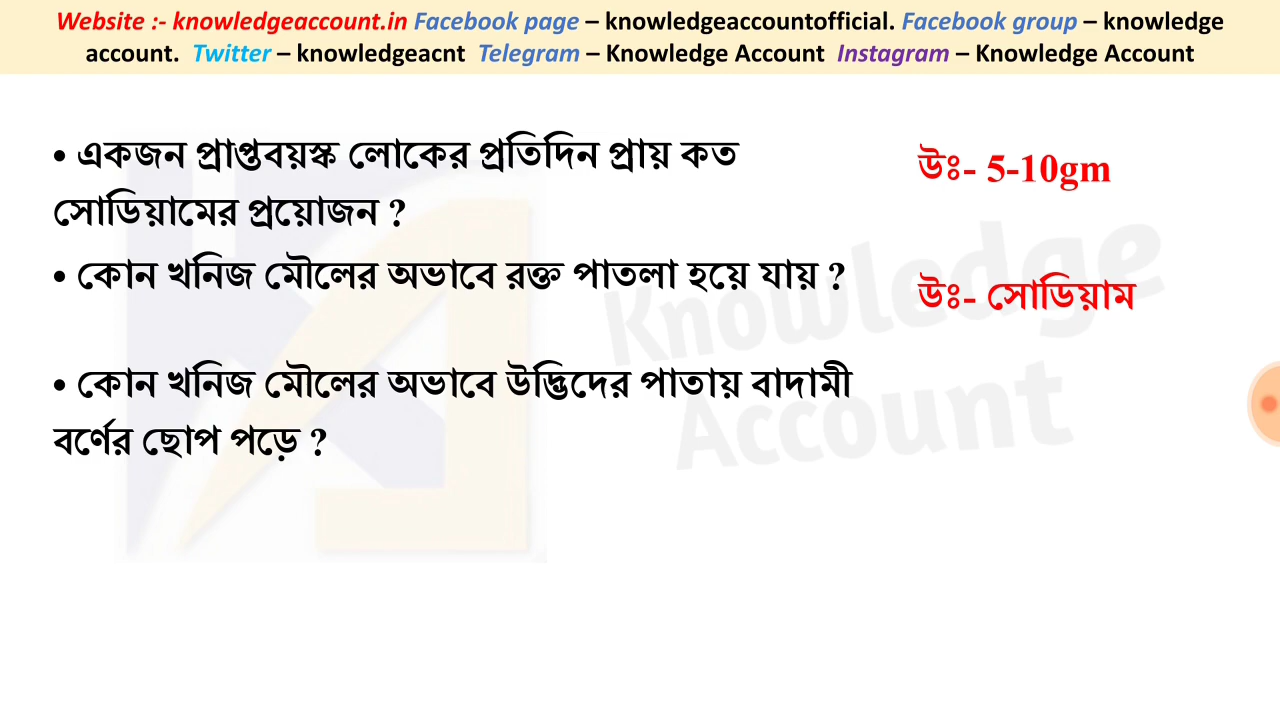 Website :- knowledgeaccount.in Facebook page – knowledgeaccountofficial. Facebook group – knowledge
account. Twitter – knowledgeacnt Telegram – Knowledge Account Instagram – Knowledge Account
• একজন প্রাপ্তবয়স্ক লোকের প্রতিদিন প্রায় কত
সোডিয়ামের প্রয়োজন ?
উঃ- 5-10gm
• কোন খনিজ মৌলের অভাবে রক্ত পাতলা হয়ে যায় ?
উঃ- সোডিয়াম
• কোন খনিজ মৌলের অভাবে উদ্ভিদের পাতায় বাদামী
বর্ণের ছোপ পড়ে ?
Knowledge
Account